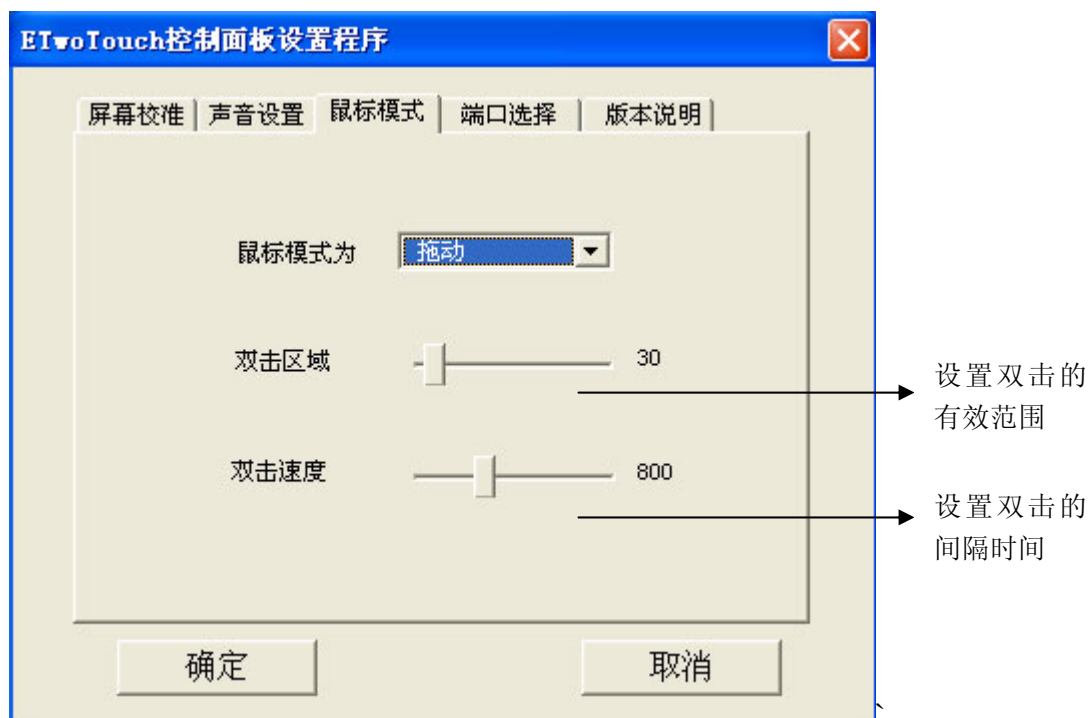 ETwoTouch控制面板设置程序
屏幕校准 声音设置 鼠标模式 端口选择 版本说明
鼠标模式为 拖动
双击区域 30
设置双击的
有效范围
双击速度 800
设置双击的
间隔时间
确定 取消
、